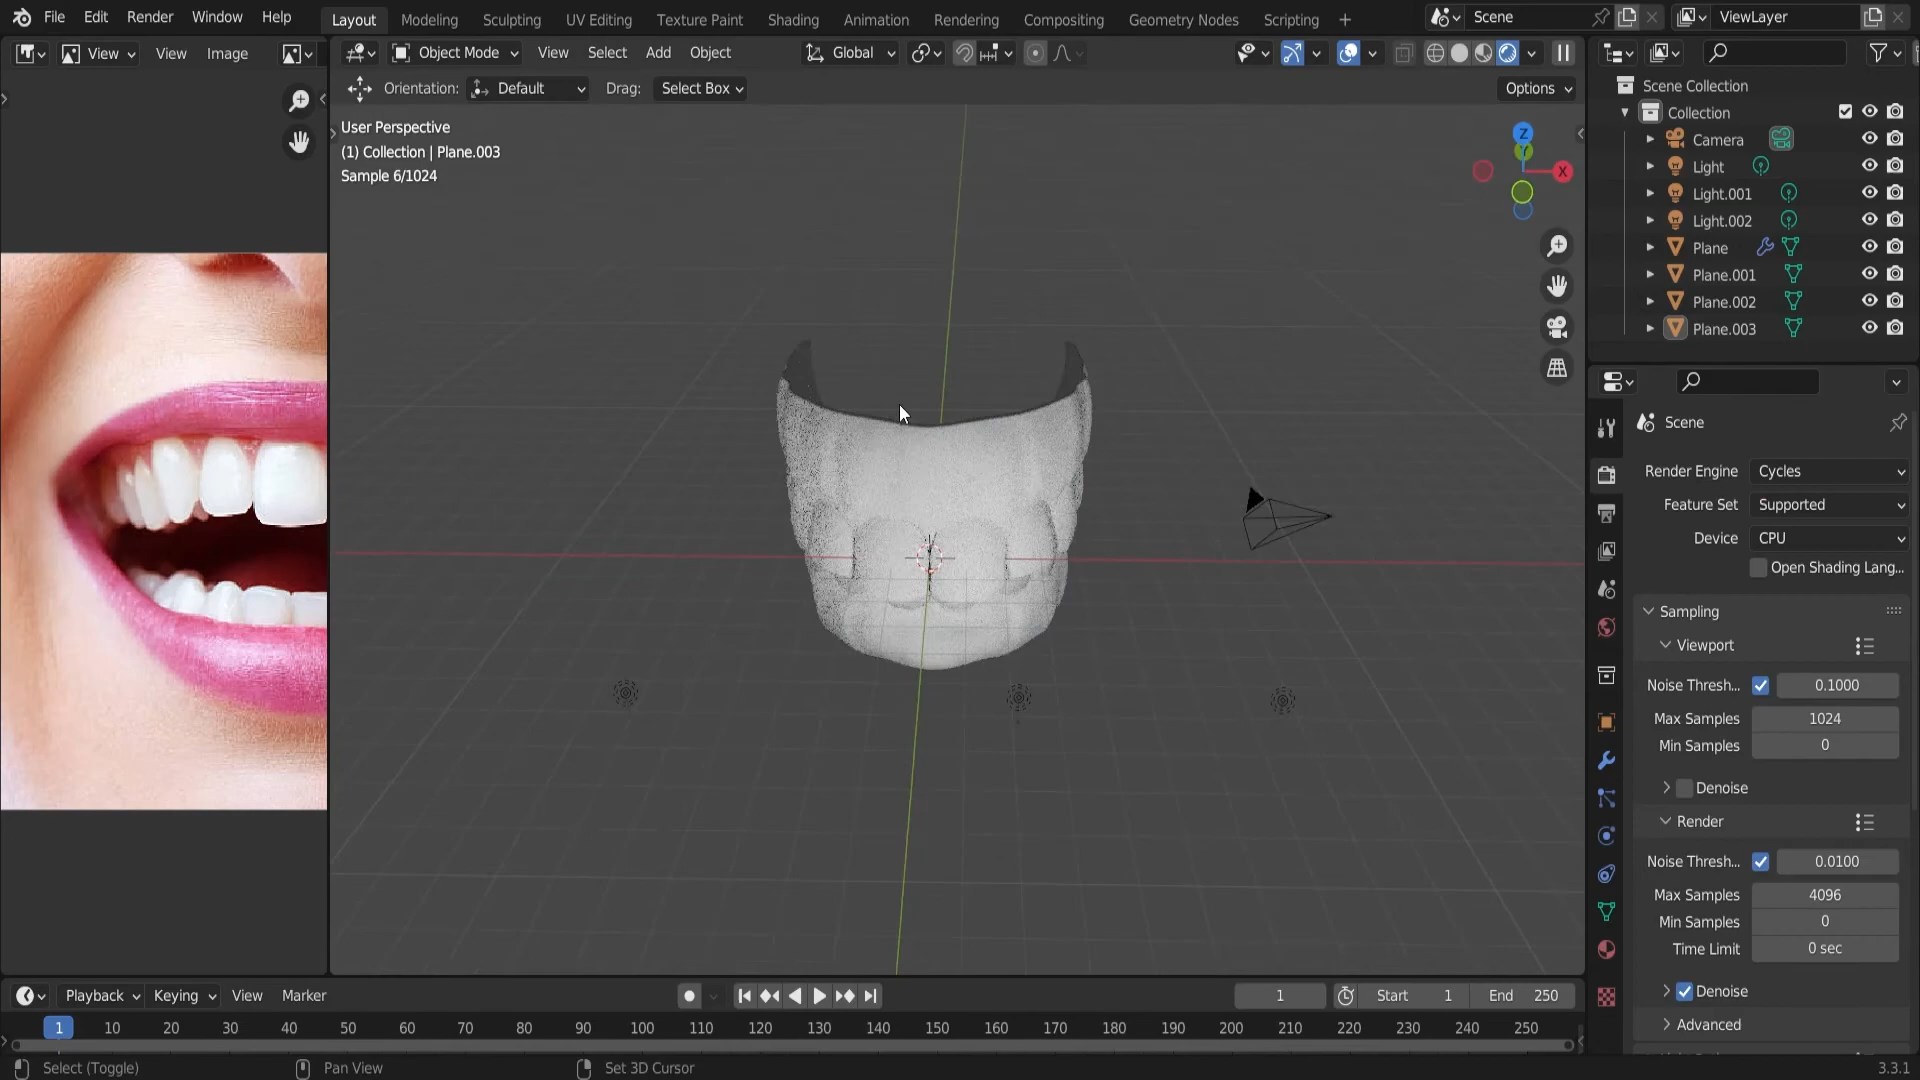 File Edit Render Window Help Layout Modeling Sculpting UV Editing Texture Paint Shading Animation Rendering Compositing Geometry Nodes Scripting + Scene ViewLayer
View View Image Object Mode View Select Add Object Global
Orientation: Default Drag: Select Box Options
User Perspective
(1) Collection | Plane.003
Sample 6/1024
Z
X
Scene Collection
Collection
Camera
Light
Light.001
Light.002
Plane
Plane.001
Plane.002
Plane.003
Scene
Render Engine Cycles
Feature Set Supported
Device CPU
Open Shading Lang...
Sampling
Viewport
Noise Thresh... 0.1000
Max Samples 1024
Min Samples 0
Denoise
Render
Noise Thresh... 0.0100
Max Samples 4096
Min Samples 0
Time Limit 0 sec
Denoise
Advanced
Playback Keying View Marker 1 Start 1 End 250
1 10 20 30 40 50 60 70 80 90 100 110 120 130 140 150 160 170 180 190 200 210 220 230 240 250
Select (Toggle) Pan View Set 3D Cursor 3.3.1